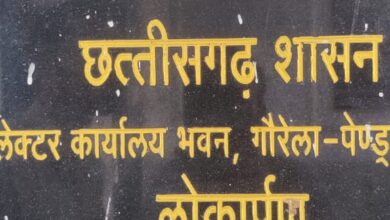 छत्तीसगढ़ शासन
लेक्टर कार्यालय भवन, गौरेला-पेण्ड्
लोकार्पण